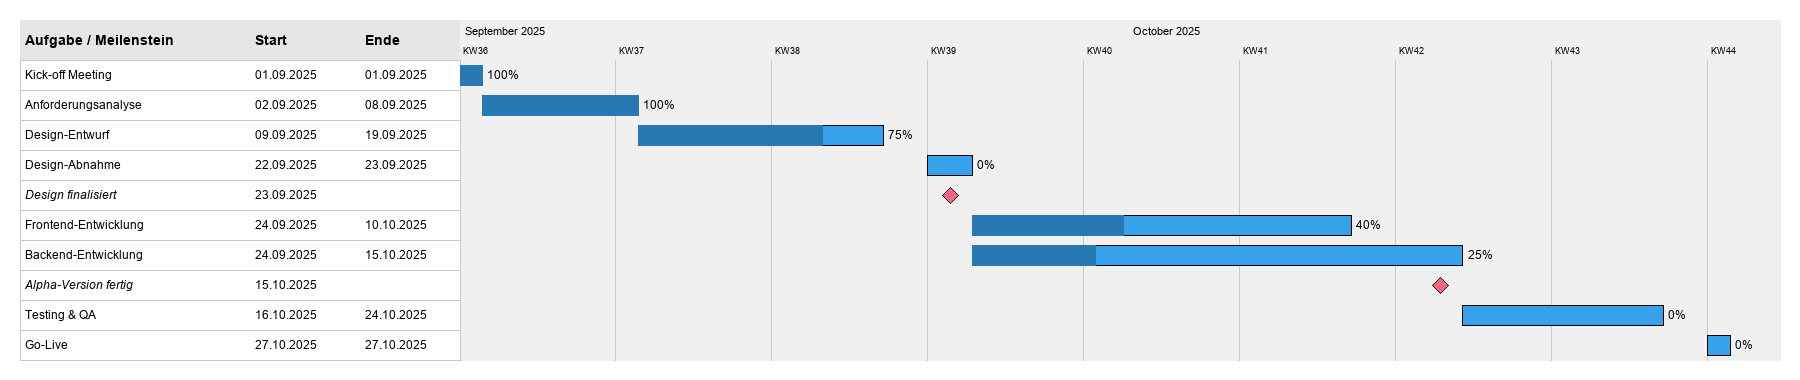 September 2025 October 2025
Aufgabe / Meilenstein Start Ende
KW36 KW37 KW38 KW39 KW40 KW41 KW42 KW43 KW44
Kick-off Meeting 01.09.2025 01.09.2025 100%
Anforderungsanalyse 02.09.2025 08.09.2025 100%
Design-Entwurf 09.09.2025 19.09.2025 75%
Design-Abnahme 22.09.2025 23.09.2025 0%
Design finalisiert 23.09.2025
Frontend-Entwicklung 24.09.2025 10.10.2025 40%
Backend-Entwicklung 24.09.2025 15.10.2025 25%
Alpha-Version fertig 15.10.2025
Testing & QA 16.10.2025 24.10.2025 0%
Go-Live 27.10.2025 27.10.2025 0%